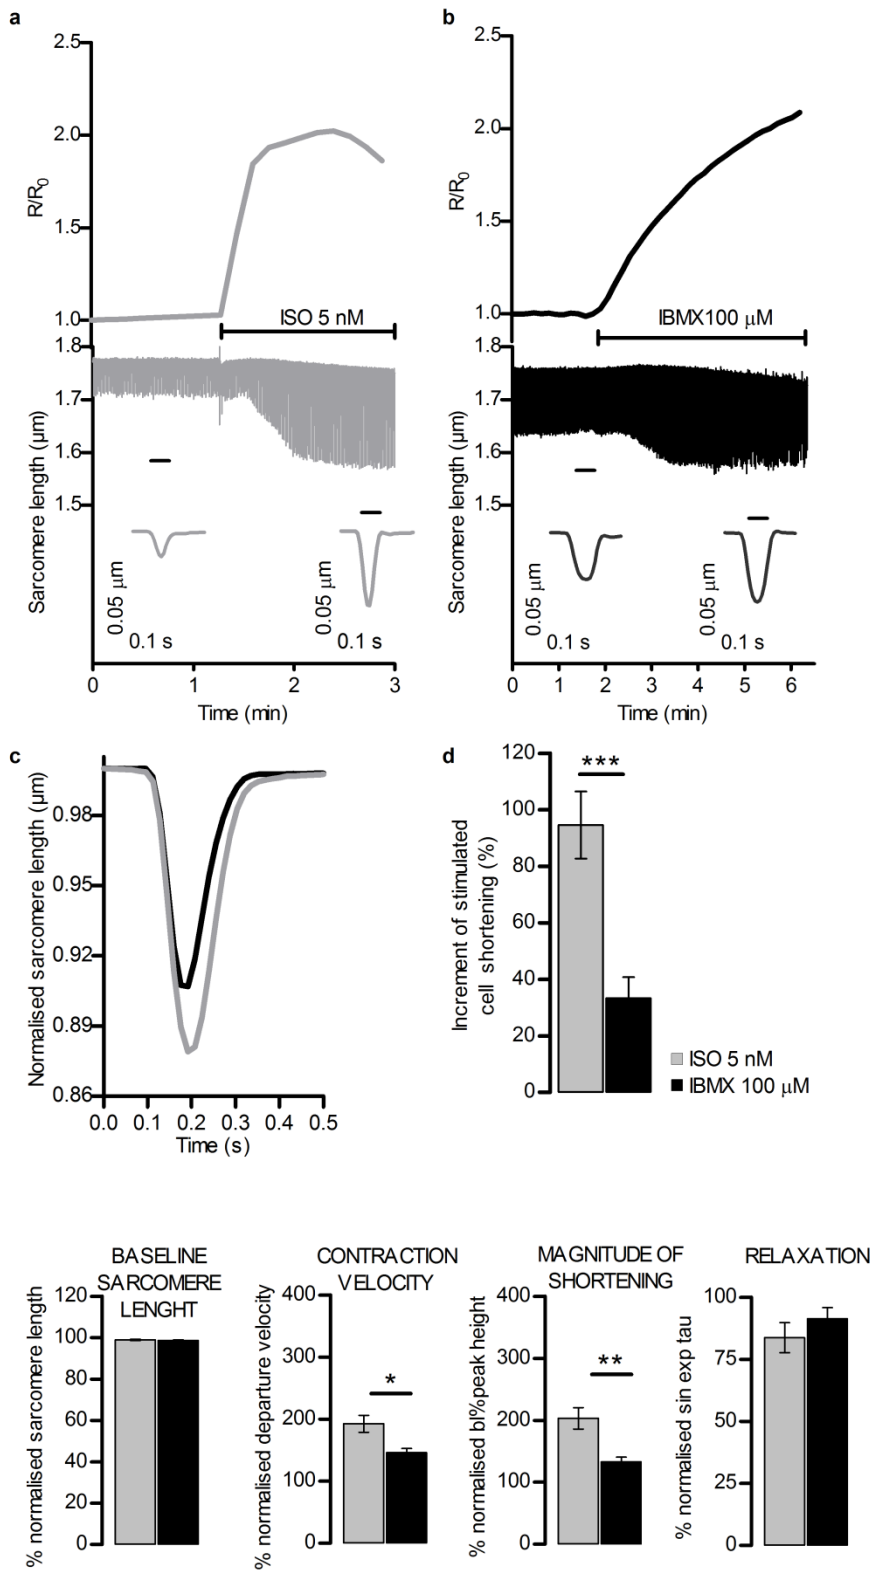 a
2.5
2.0
R/R0
1.5
1.0
ISO 5 nM
1.8
1.7
1.6
1.5
Sarcomere length (μm)
0.05 μm
0.1 s
0.05 μm
0.1 s
0
1
2
3
Time (min)
b
2.5
2.0
R/R0
1.5
1.0
IBMX100 μM
1.8
1.7
1.6
1.5
Sarcomere length (μm)
0.05 μm
0.1 s
0.05 μm
0.1 s
0
1
2
3
4
5
6
Time (min)
c
Normalised sarcomere length (μm)
0.98
0.95
0.92
0.89
0.86
0.0
0.1
0.2
0.3
0.4
0.5
Time (s)
d
Increment of stimulated
cell shortening (%)
120
100
80
60
40
20
0
***
ISO 5 nM
IBMX 100 μM
BASELINE
SARCOMERE
LENGHT
% normalised sarcomere length
120
100
80
60
40
20
0
CONTRACTION
VELOCITY
% normalised departure velocity
400
300
200
100
0
*
MAGNITUDE OF
SHORTENING
% normalised bl%peak height
400
300
200
100
0
**
RELAXATION
% normalised sin exp tau
100
75
50
25
0